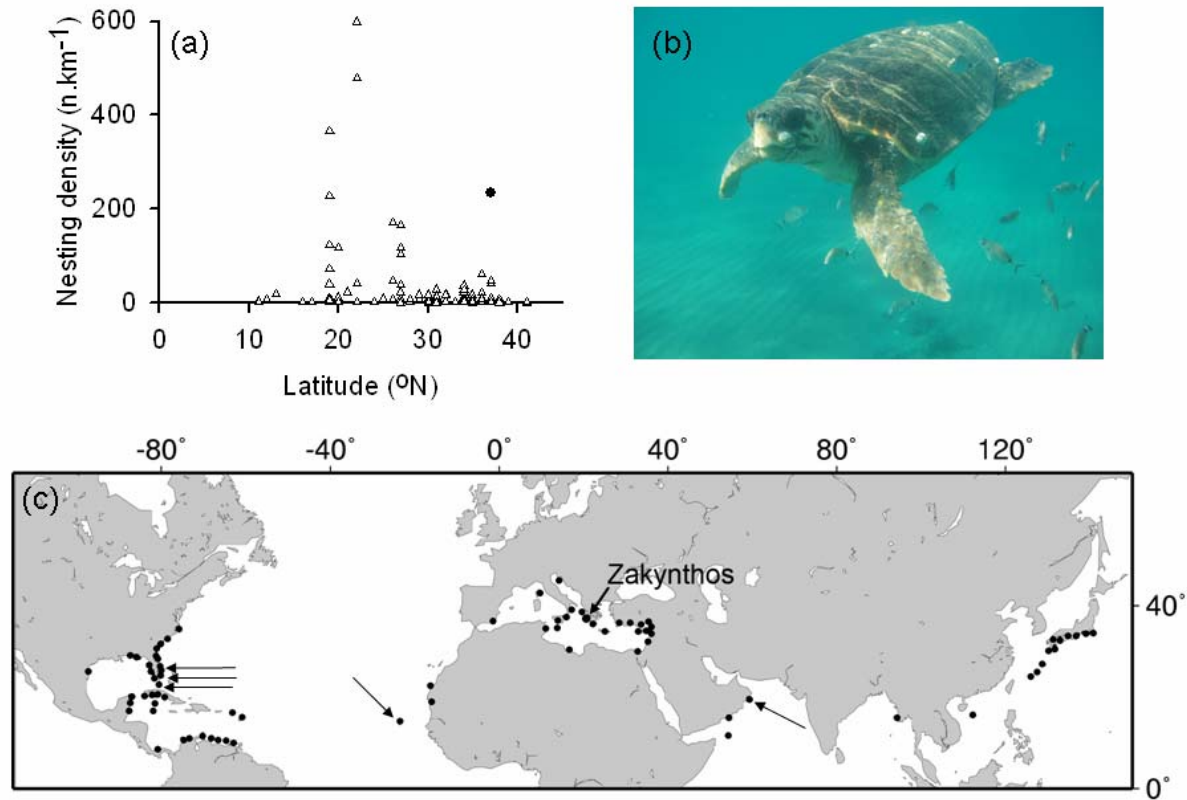 (a)
Nesting density (n.km⁻¹)
600
400
200
0
0 10 20 30 40
Latitude (ºN)
(b)
-80˚ -40˚ 0˚ 40˚ 80˚ 120˚
(c)
Zakynthos
40˚
0˚